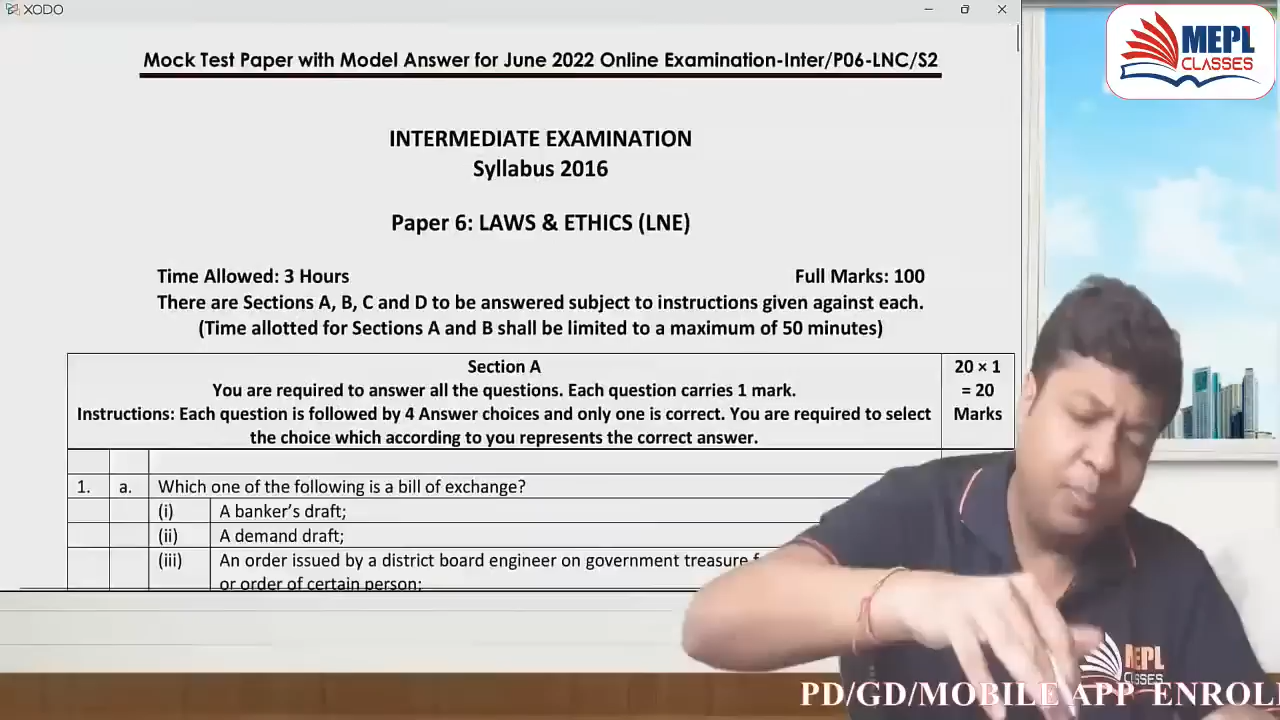 XODO
MEPL
CLASSES
Mock Test Paper with Model Answer for June 2022 Online Examination-Inter/P06-LNC/S2
INTERMEDIATE EXAMINATION
Syllabus 2016
Paper 6: LAWS & ETHICS (LNE)
Time Allowed: 3 Hours Full Marks: 100
There are Sections A, B, C and D to be answered subject to instructions given against each.
(Time allotted for Sections A and B shall be limited to a maximum of 50 minutes)
Section A 20 × 1
You are required to answer all the questions. Each question carries 1 mark. = 20
Instructions: Each question is followed by 4 Answer choices and only one is correct. You are required to select Marks
the choice which according to you represents the correct answer.
1. a. Which one of the following is a bill of exchange?
(i) A banker's draft;
(ii) A demand draft;
(iii) An order issued by a district board engineer on government treasure
or order of certain person;
MEPL
CLASSES
PD/GD/MOBILE APP ENROL